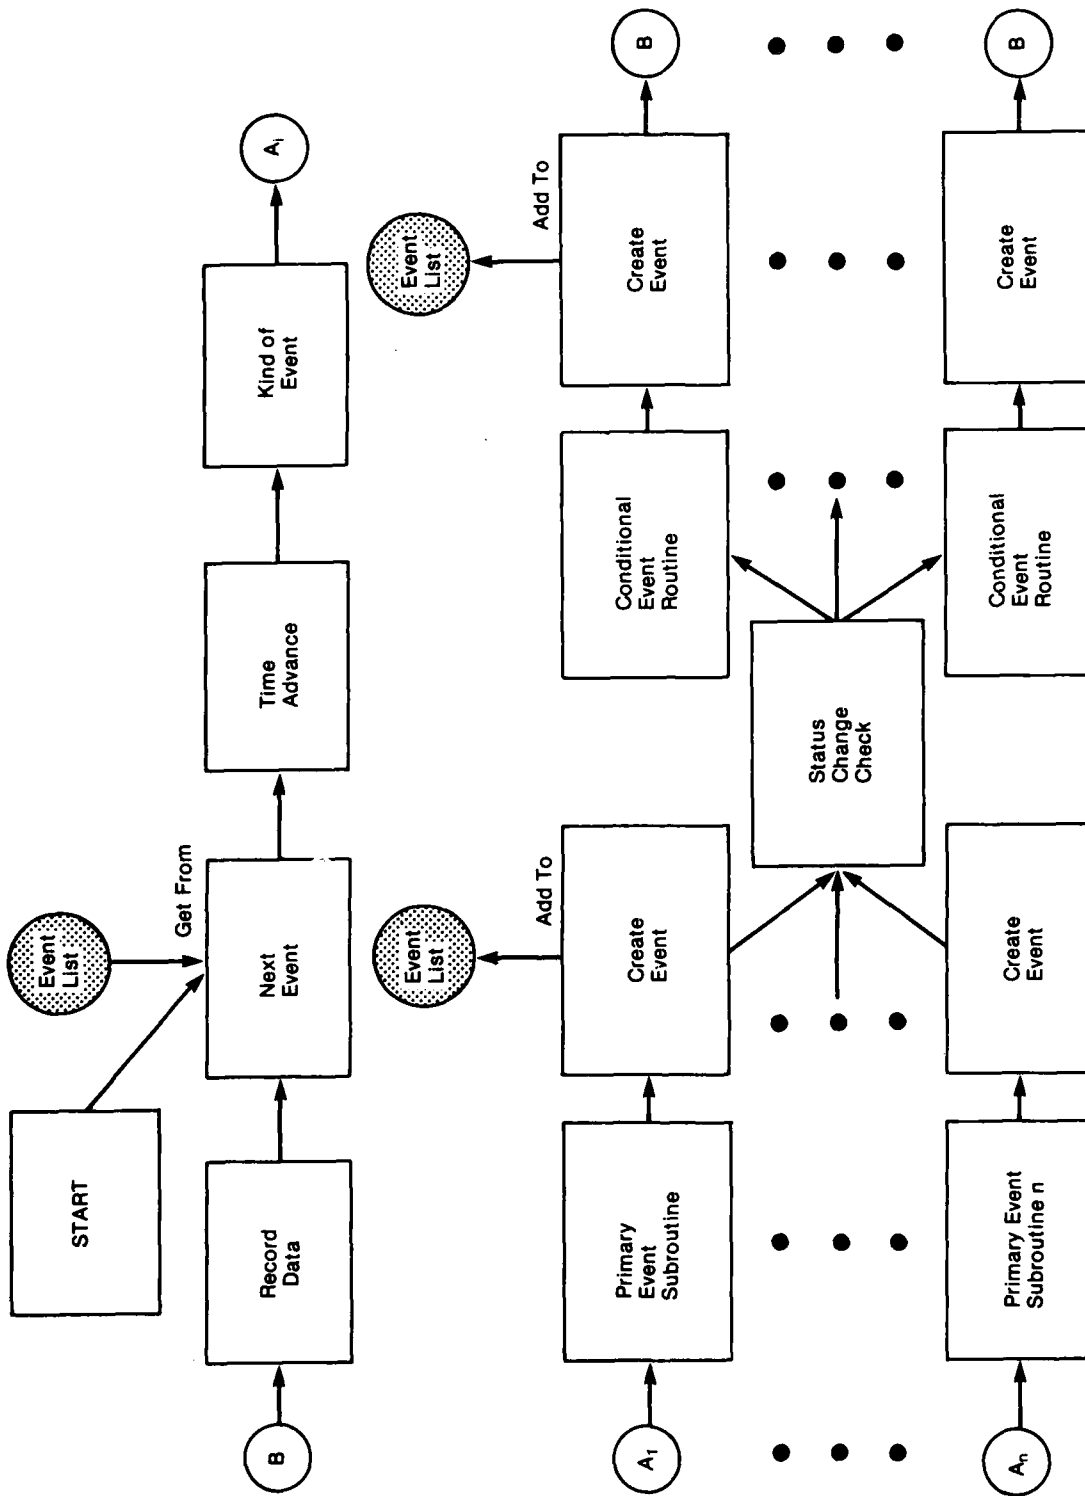 START
Event
List
Get From
B
Record
Data
Next
Event
Time
Advance
Kind of
Event
Ai
Event
List
Add To
Event
List
Add To
A1
Primary
Event
Subroutine
Create
Event
Conditional
Event
Routine
Create
Event
B
Status
Change
Check
An
Primary Event
Subroutine n
Create
Event
Conditional
Event
Routine
Create
Event
B